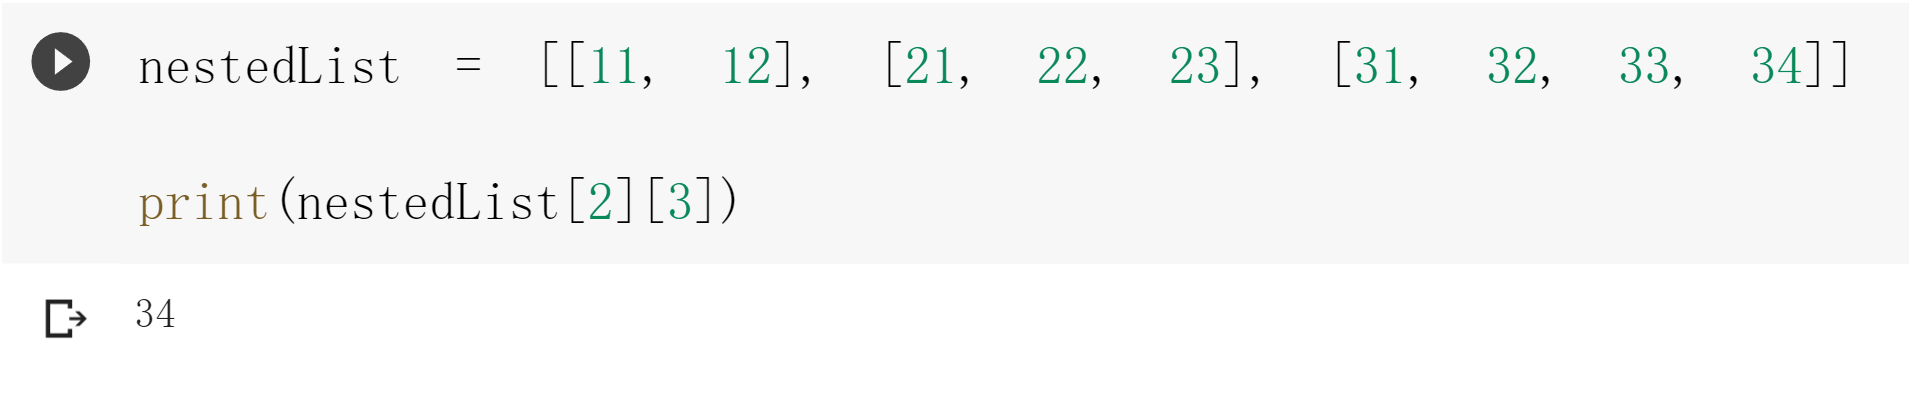 nestedList = [[11, 12], [21, 22, 23], [31, 32, 33, 34]]
print(nestedList[2][3])
34